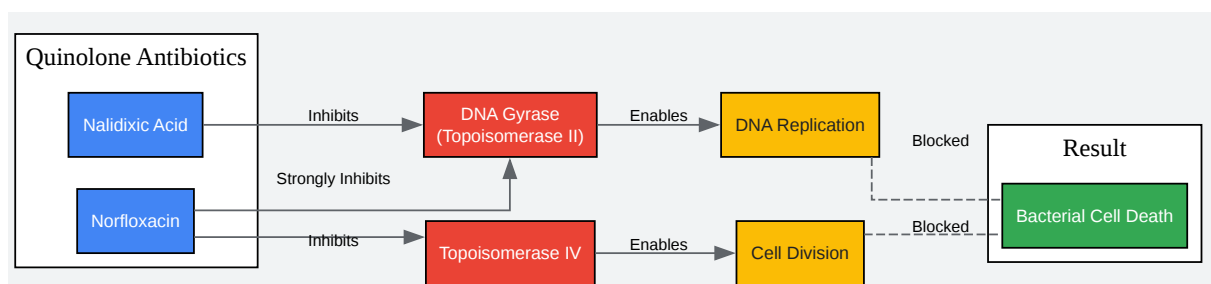 Quinolone Antibiotics
Nalidixic Acid
Inhibits
DNA Gyrase
(Topoisomerase II)
Enables
DNA Replication
Blocked
Result
Strongly Inhibits
Norfloxacin
Inhibits
Topoisomerase IV
Enables
Cell Division
Blocked
Bacterial Cell Death